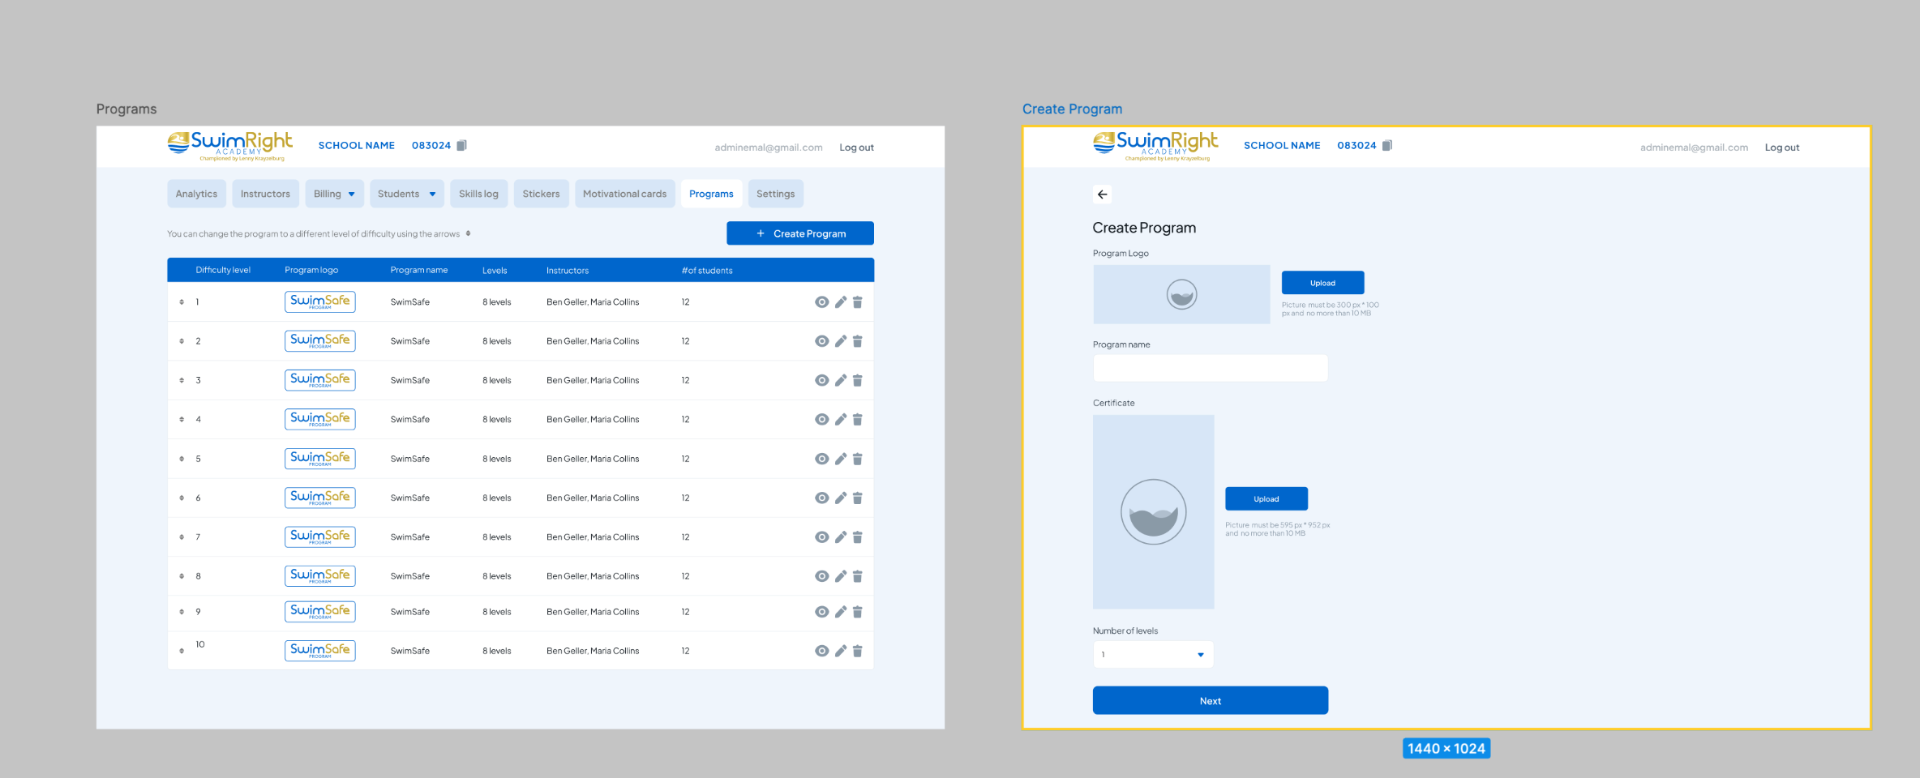 Programs
SwimRight
ACADEMY
Championed by Lenny Krayzelburg
SCHOOL NAME 083024
adminemal@gmail.com Log out
Analytics Instructors Billing Students Skills log Stickers Motivational cards Programs Settings
You can change the program to a different level of difficulty using the arrows
+ Create Program
Difficulty level Program logo Program name Levels Instructors #of students
1 SwimSafe PROGRAM SwimSafe 8 levels Ben Geller, Maria Collins 12
2 SwimSafe PROGRAM SwimSafe 8 levels Ben Geller, Maria Collins 12
3 SwimSafe PROGRAM SwimSafe 8 levels Ben Geller, Maria Collins 12
4 SwimSafe PROGRAM SwimSafe 8 levels Ben Geller, Maria Collins 12
5 SwimSafe PROGRAM SwimSafe 8 levels Ben Geller, Maria Collins 12
6 SwimSafe PROGRAM SwimSafe 8 levels Ben Geller, Maria Collins 12
7 SwimSafe PROGRAM SwimSafe 8 levels Ben Geller, Maria Collins 12
8 SwimSafe PROGRAM SwimSafe 8 levels Ben Geller, Maria Collins 12
9 SwimSafe PROGRAM SwimSafe 8 levels Ben Geller, Maria Collins 12
10 SwimSafe PROGRAM SwimSafe 8 levels Ben Geller, Maria Collins 12
Create Program
SwimRight
ACADEMY
Championed by Lenny Krayzelburg
SCHOOL NAME 083024
adminemal@gmail.com Log out
Create Program
Program Logo
Upload
Picture must be 300 px * 100
px and no more than 10 MB
Program name
Certificate
Upload
Picture must be 595 px * 952 px
and no more than 10 MB
Number of levels
1
Next
1440 × 1024